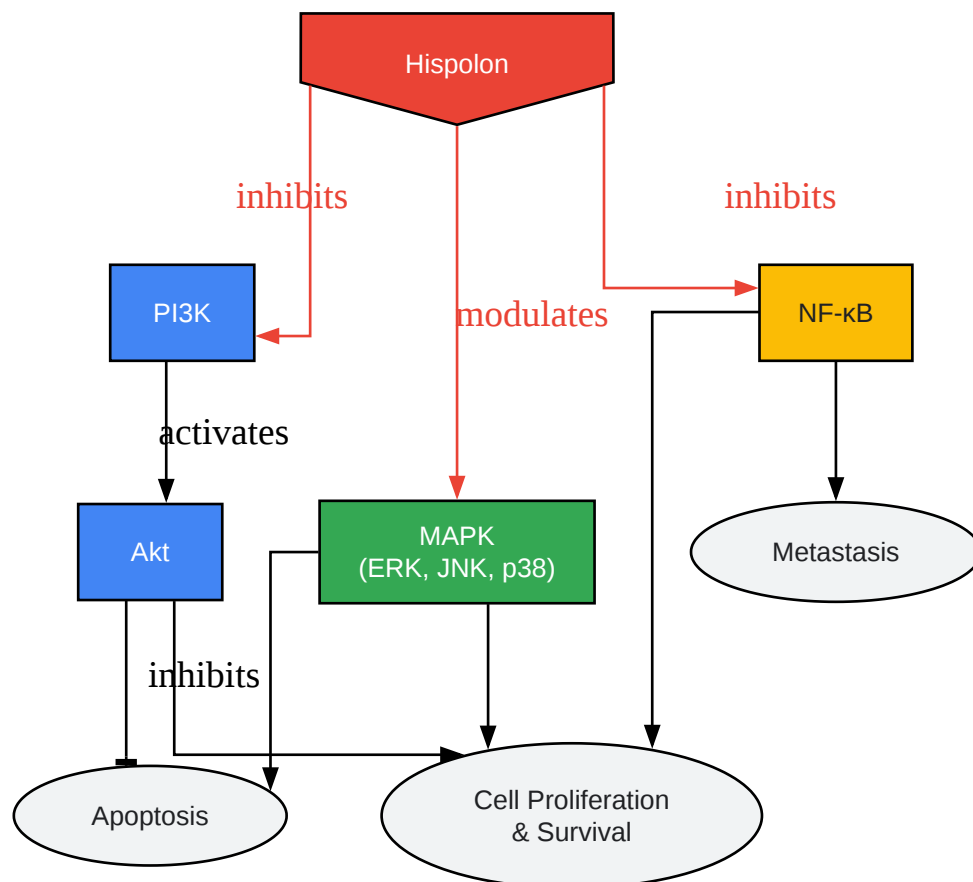 Hispolon
inhibits
inhibits
PI3K
NF-κB
modulates
activates
Akt
MAPK
(ERK, JNK, p38)
Metastasis
inhibits
Apoptosis
Cell Proliferation
& Survival